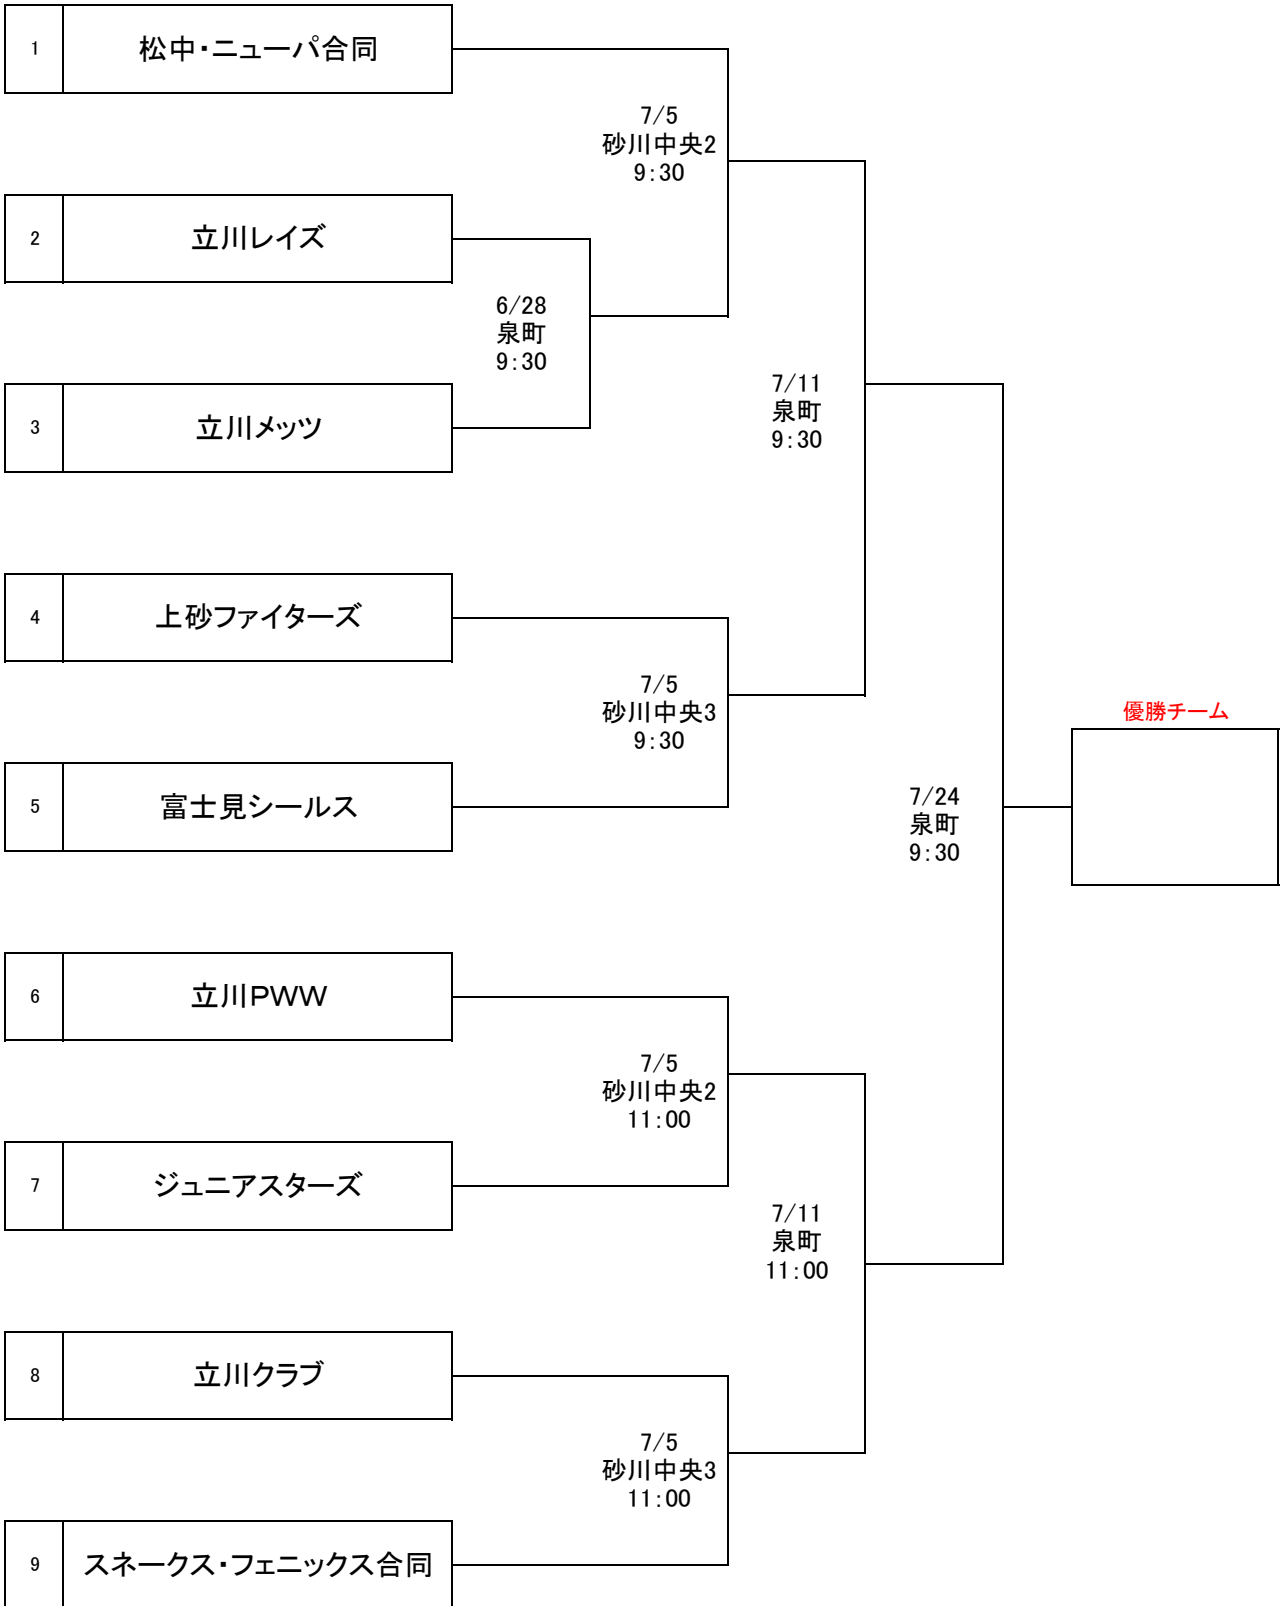 1 松中・ニューパ合同
7/5
砂川中央2
9:30
2 立川レイズ
6/28
泉町
9:30
7/11
泉町
9:30
3 立川メッツ
4 上砂ファイターズ
7/5
砂川中央3
9:30
優勝チーム
5 富士見シールス
7/24
泉町
9:30
6 立川PWW
7/5
砂川中央2
11:00
7 ジュニアスターズ
7/11
泉町
11:00
8 立川クラブ
7/5
砂川中央3
11:00
9 スネークス・フェニックス合同